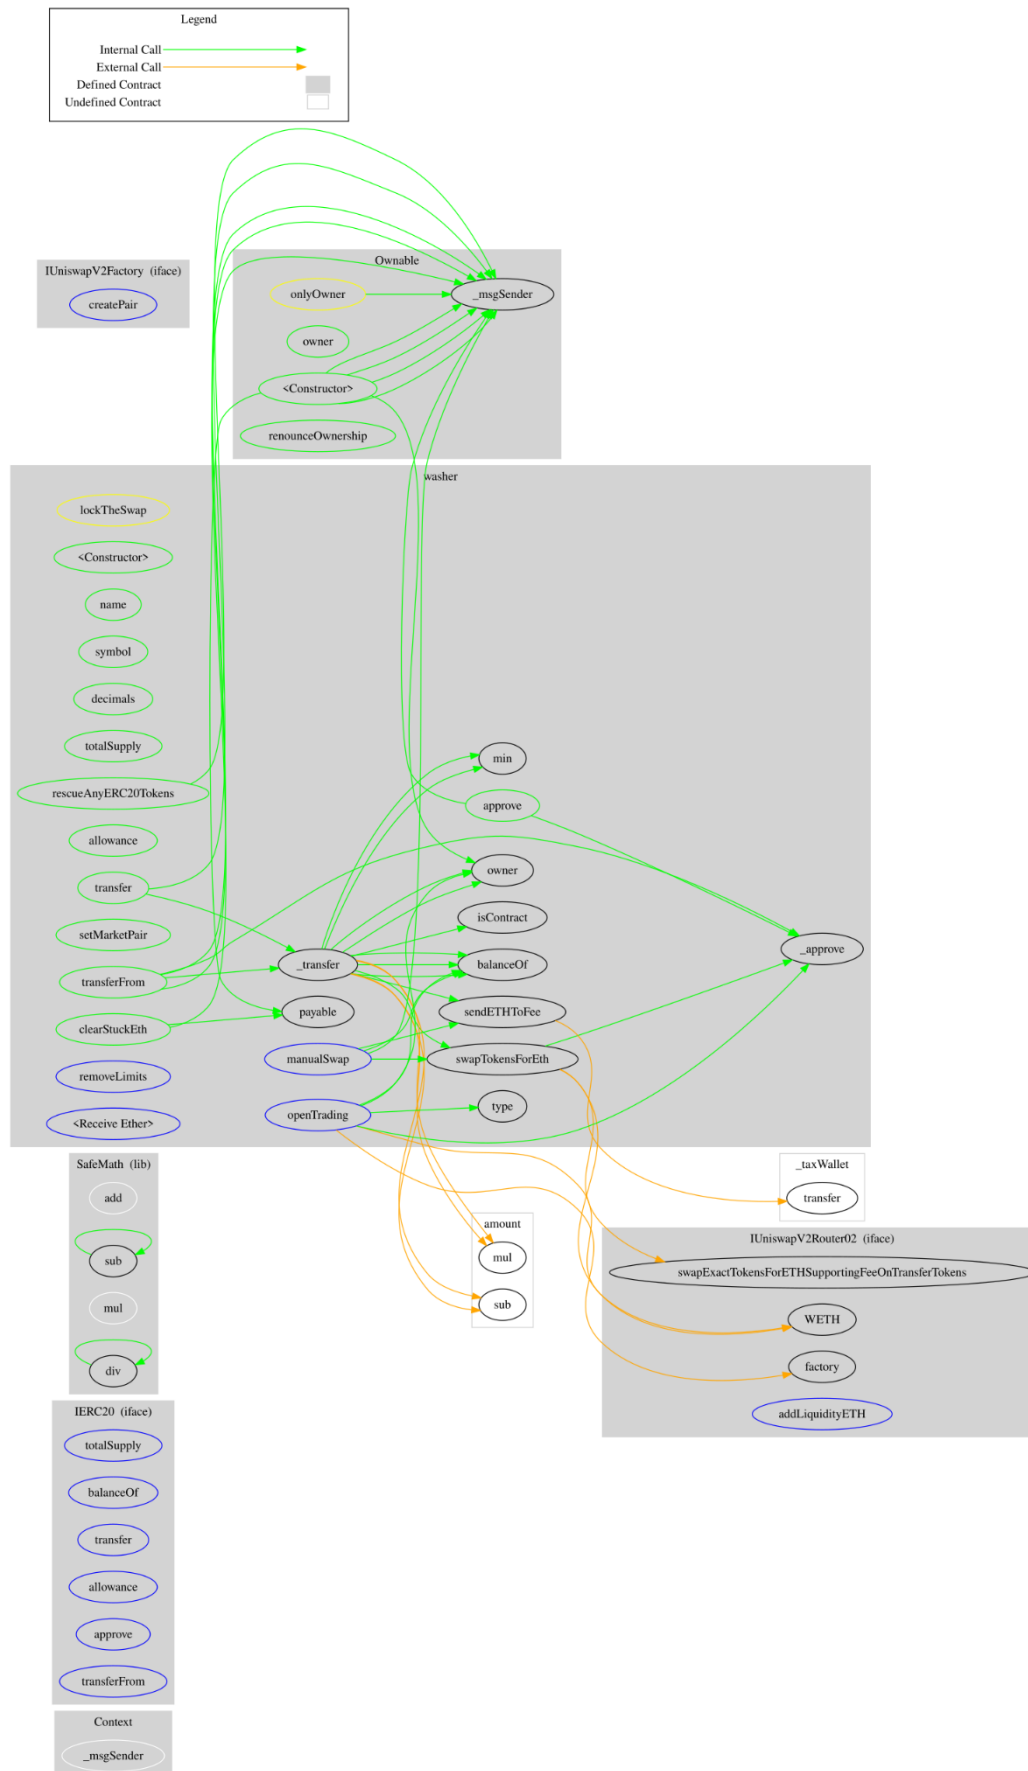 Legend
Internal Call
External Call
Defined Contract
Undefined Contract
IUniswapV2Factory  (iface)
createPair
Ownable
onlyOwner
_msgSender
owner
<Constructor>
renounceOwnership
washer
lockTheSwap
<Constructor>
name
symbol
decimals
totalSupply
rescueAnyERC20Tokens
allowance
transfer
setMarketPair
transferFrom
clearStuckEth
removeLimits
<Receive Ether>
_transfer
payable
manualSwap
openTrading
min
approve
owner
isContract
balanceOf
sendETHToFee
swapTokensForEth
type
_approve
SafeMath  (lib)
add
sub
mul
div
amount
mul
sub
_taxWallet
transfer
IUniswapV2Router02  (iface)
swapExactTokensForETHSupportingFeeOnTransferTokens
WETH
factory
addLiquidityETH
IERC20  (iface)
totalSupply
balanceOf
transfer
allowance
approve
transferFrom
Context
_msgSender